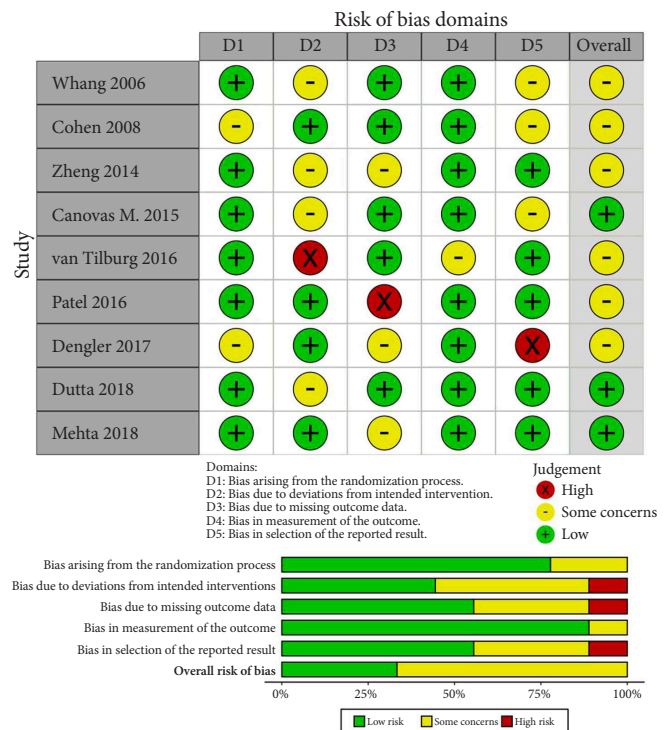 Risk of bias domains
D1 D2 D3 D4 D5 Overall
Study
Whang 2006 + - + + - -
Cohen 2008 - + + + - -
Zheng 2014 + - - + + -
Canovas M. 2015 + - + + - +
van Tilburg 2016 + X + - + -
Patel 2016 + + X + + -
Dengler 2017 - + - + X -
Dutta 2018 + - + + + +
Mehta 2018 + + - + + +
Domains:
D1: Bias arising from the randomization process.
D2: Bias due to deviations from intended intervention.
D3: Bias due to missing outcome data.
D4: Bias in measurement of the outcome.
D5: Bias in selection of the reported result.
Judgement
X High
- Some concerns
+ Low
Bias arising from the randomization process
Bias due to deviations from intended interventions
Bias due to missing outcome data
Bias in measurement of the outcome
Bias in selection of the reported result
Overall risk of bias
0% 25% 50% 75% 100%
Low risk Some concerns High risk